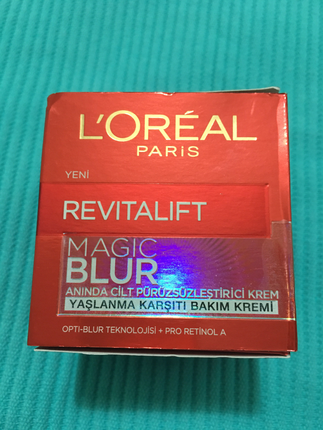 L'ORÉAL
PARIS
YENİ
REVITALIFT
MAGIC
BLUR
ANINDA CİLT PÜRÜZSÜZLEŞTİRİCİ KREM
YAŞLANMA KARŞITI BAKIM KREMİ
OPTI-BLUR TEKNOLOJİSİ + PRO RETINOL A